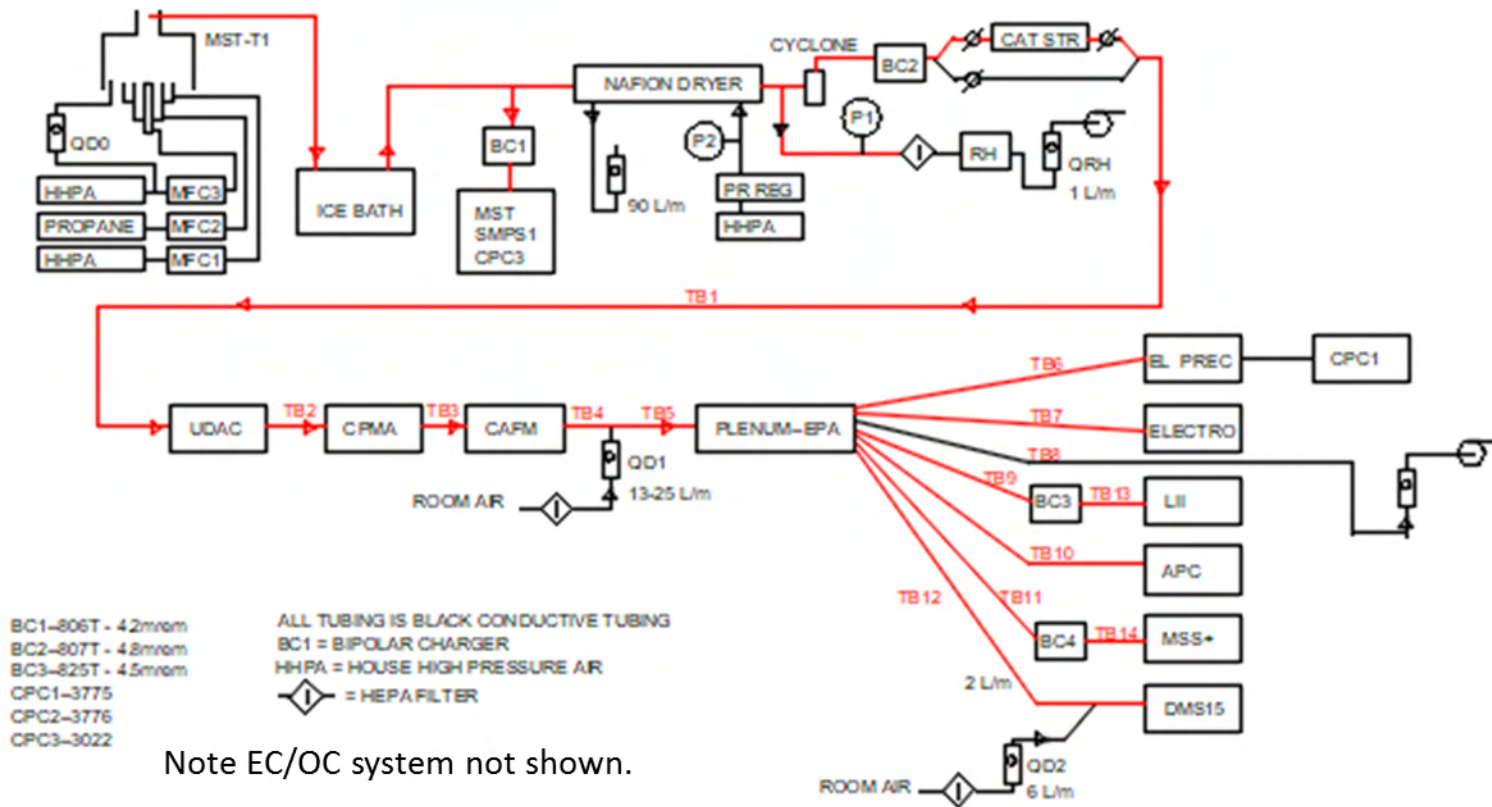 MST-T1
QD0
HHPA
MFC3
PROPANE
MFC2
HHPA
MFC1
ICE BATH
BC1
MST
SMPS1
CPC3
NAFION DRYER
90 L/m
P2
PR REG
HHPA
CYCLONE
BC2
CAT STR
P1
RH
QRH
1 L/m
TB1
UDAC
TB2
CPMA
TB3
CAFM
TB4
TB5
PLENUM-EPA
QD1
13-25 L/m
ROOM AIR
TB6
EL PREC
CPC1
TB7
ELECTRO
TB8
TB9
BC3
TB13
LII
TB10
APC
TB11
BC4
TB14
MSS+
TB12
2 L/m
DMS15
QD2
6 L/m
ROOM AIR
BC1-806T - 4.2mrem
BC2-807T - 4.8mrem
BC3-825T - 4.5mrem
CPC1-3775
CPC2-3776
CPC3-3022
ALL TUBING IS BLACK CONDUCTIVE TUBING
BC1 = BIPOLAR CHARGER
HHPA = HOUSE HIGH PRESSURE AIR
= HEPA FILTER
Note EC/OC system not shown.